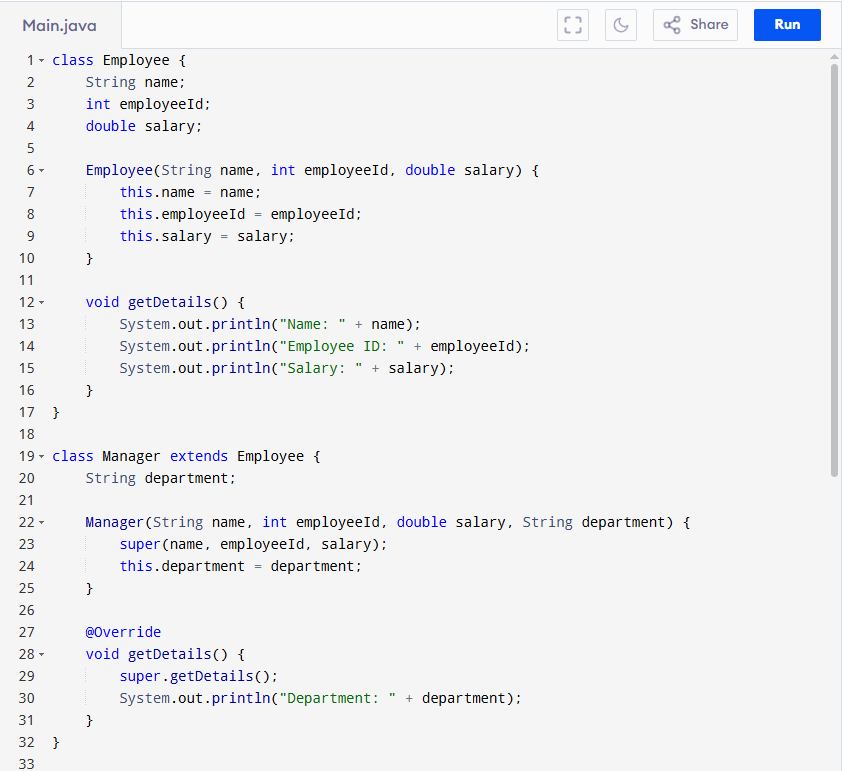 Main.java
Share
Run
1 class Employee {
2     String name;
3     int employeeId;
4     double salary;
5
6     Employee(String name, int employeeId, double salary) {
7         this.name = name;
8         this.employeeId = employeeId;
9         this.salary = salary;
10     }
11
12     void getDetails() {
13         System.out.println("Name: " + name);
14         System.out.println("Employee ID: " + employeeId);
15         System.out.println("Salary: " + salary);
16     }
17 }
18
19 class Manager extends Employee {
20     String department;
21
22     Manager(String name, int employeeId, double salary, String department) {
23         super(name, employeeId, salary);
24         this.department = department;
25     }
26
27     @Override
28     void getDetails() {
29         super.getDetails();
30         System.out.println("Department: " + department);
31     }
32 }
33